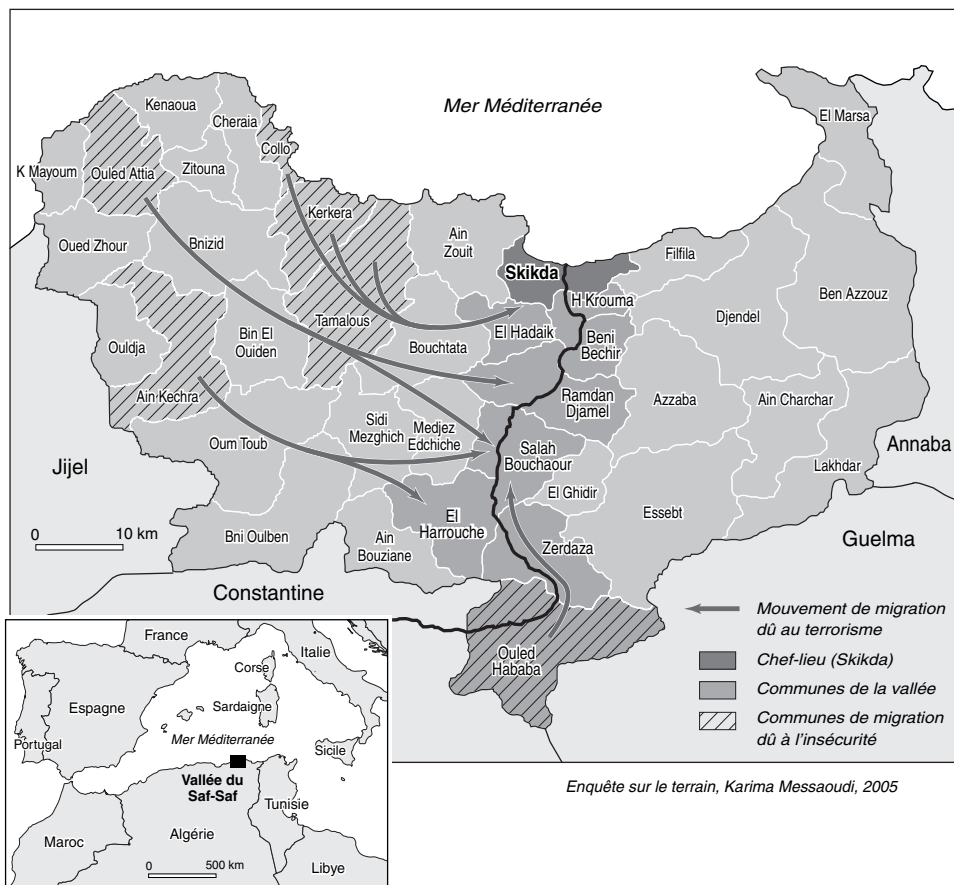 Mer Méditerranée
Kenaoua
Cheraia
Collo
K Mayoum
Ouled Attia
Zitouna
El Marsa
Kerkera
Oued Zhour
Bnizid
Ain
Zouit
Skikda
Filfila
H Krouma
Ben Azzouz
Tamalous
El Hadaik
Beni
Bechir
Djendel
Ouldja
Bin El
Ouiden
Bouchtata
Ain Kechra
Ramdan
Djamel
Azzaba
Ain Charchar
Oum Toub
Sidi
Mezghich
Medjez
Edchiche
Salah
Bouchaour
Annaba
Jijel
Lakhdar
El Ghidir
Essebt
El
Harrouche
0 10 km
Bni Oulben
Ain
Bouziane
Zerdaza
Guelma
Constantine
Ouled
Hababa
Mouvement de migration
dû au terrorisme
Chef-lieu (Skikda)
Communes de la vallée
Communes de migration
dû à l'insécurité
France
Italie
Corse
Espagne
Sardaigne
Portugal
Mer Méditerranée
Sicile
Vallée du
Saf-Saf
Tunisie
Maroc
Algérie
0 500 km
Libye
Enquête sur le terrain, Karima Messaoudi, 2005